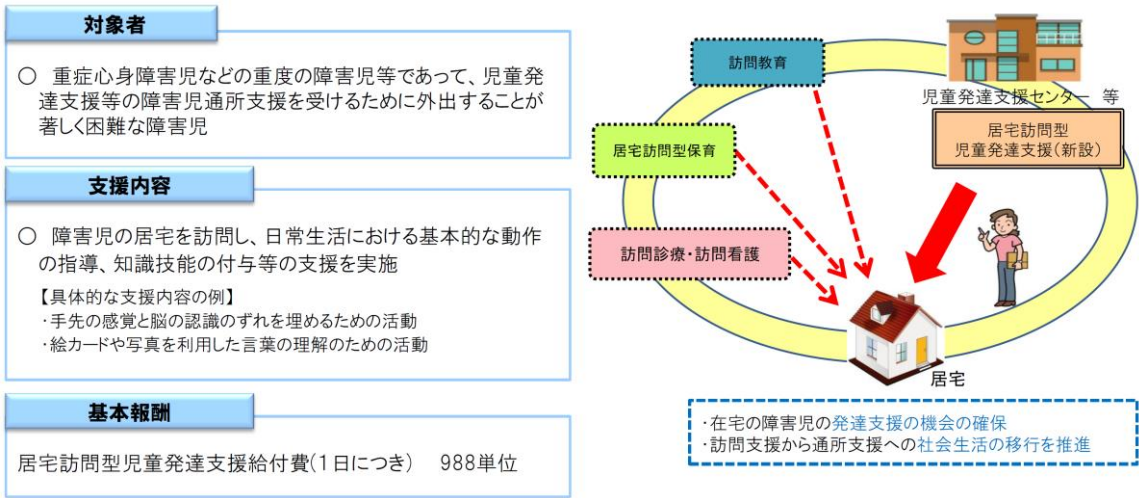 対象者
○ 重症心身障害児などの重度の障害児等であって、児童発
達支援等の障害児通所支援を受けるために外出することが
著しく困難な障害児
支援内容
○ 障害児の居宅を訪問し、日常生活における基本的な動作
の指導、知識技能の付与等の支援を実施
【具体的な支援内容の例】
・手先の感覚と脳の認識のずれを埋めるための活動
・絵カードや写真を利用した言葉の理解のための活動
基本報酬
居宅訪問型児童発達支援給付費(1日につき) 988単位
訪問教育
児童発達支援センター 等
居宅訪問型
児童発達支援(新設)
居宅訪問型保育
訪問診療・訪問看護
居宅
・在宅の障害児の発達支援の機会の確保
・訪問支援から通所支援への社会生活の移行を推進